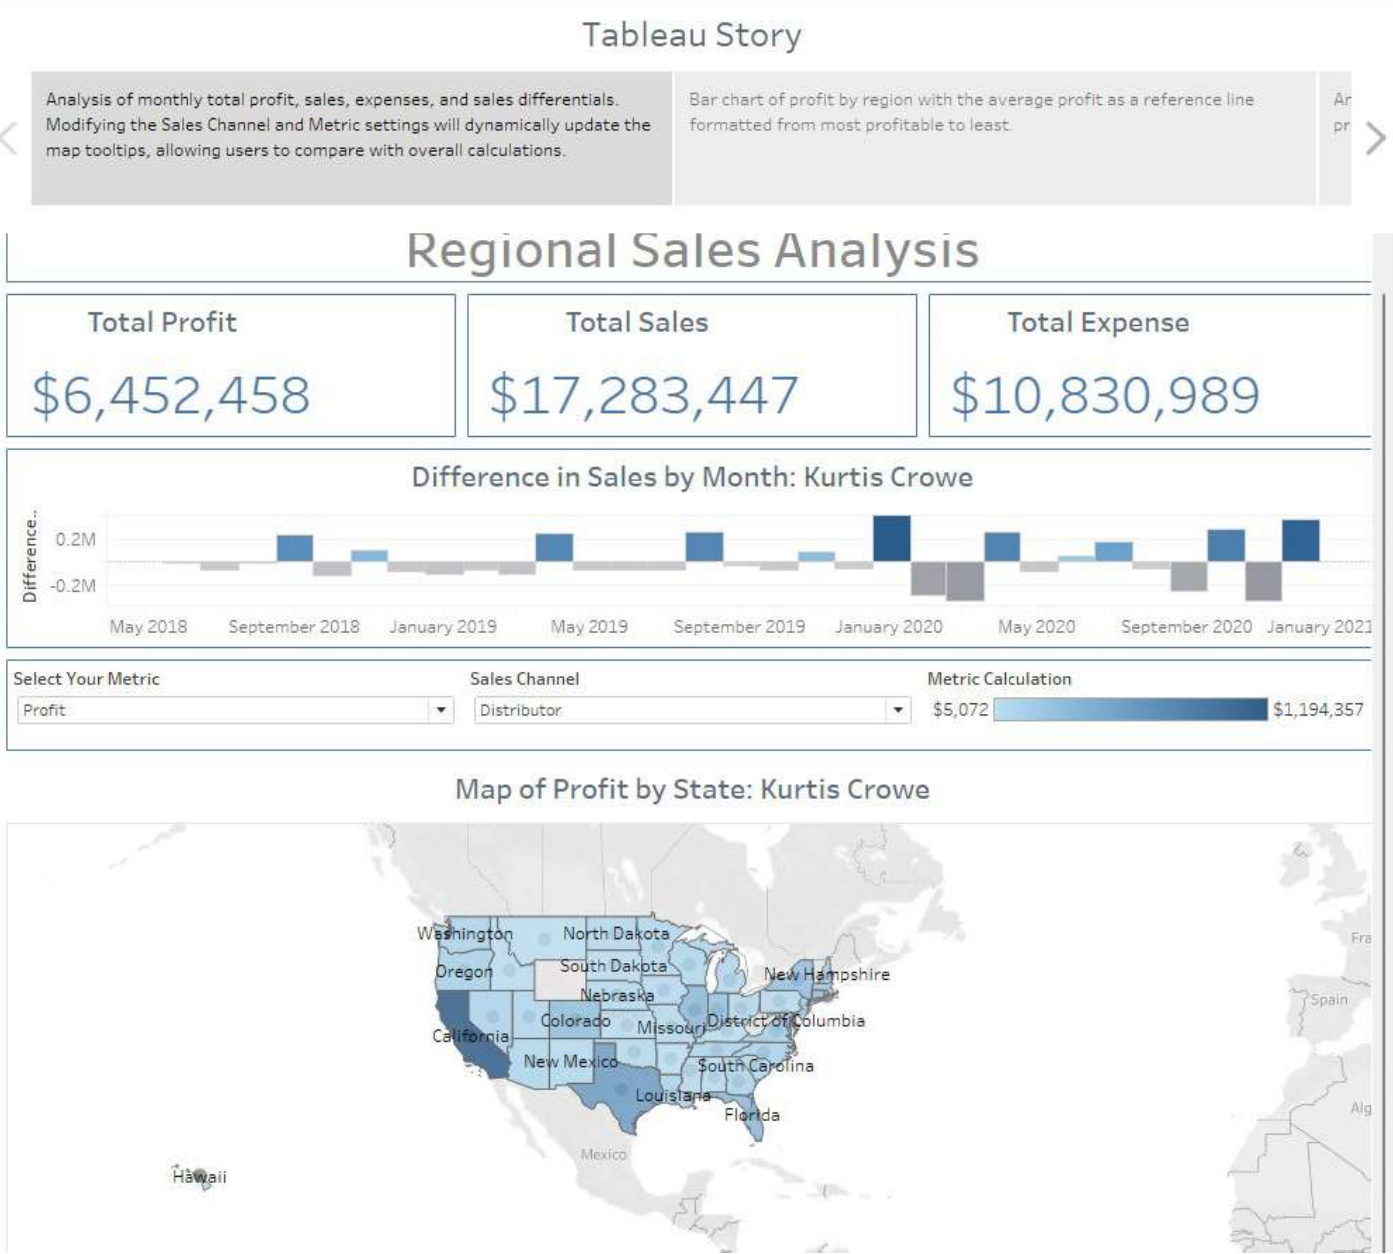 Tableau Story
Analysis of monthly total profit, sales, expenses, and sales differentials.
Modifying the Sales Channel and Metric settings will dynamically update the
map tooltips, allowing users to compare with overall calculations.
Bar chart of profit by region with the average profit as a reference line
formatted from most profitable to least.
Ar
pr
Regional Sales Analysis
Total Profit
Total Sales
Total Expense
$6,452,458
$17,283,447
$10,830,989
Difference in Sales by Month: Kurtis Crowe
Difference..
0.2M
-0.2M
May 2018 September 2018 January 2019 May 2019 September 2019 January 2020 May 2020 September 2020 January 2021
Select Your Metric
Sales Channel
Metric Calculation
Profit
Distributor
$5,072
$1,194,357
Map of Profit by State: Kurtis Crowe
Washington
North Dakota
Fra
Oregon
South Dakota
New Hampshire
Nebraska
Spain
Colorado
Missouri
District of Columbia
California
New Mexico
South Carolina
Louisiana
Florida
Alg
Mexico
Hawaii